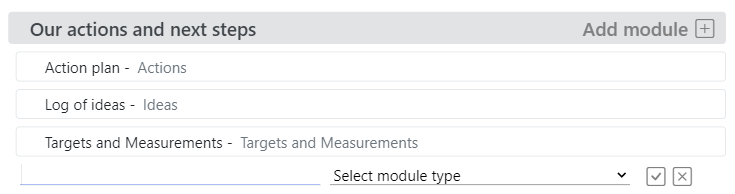 Our actions and next steps Add module
Action plan - Actions
Log of ideas - Ideas
Targets and Measurements - Targets and Measurements
Select module type